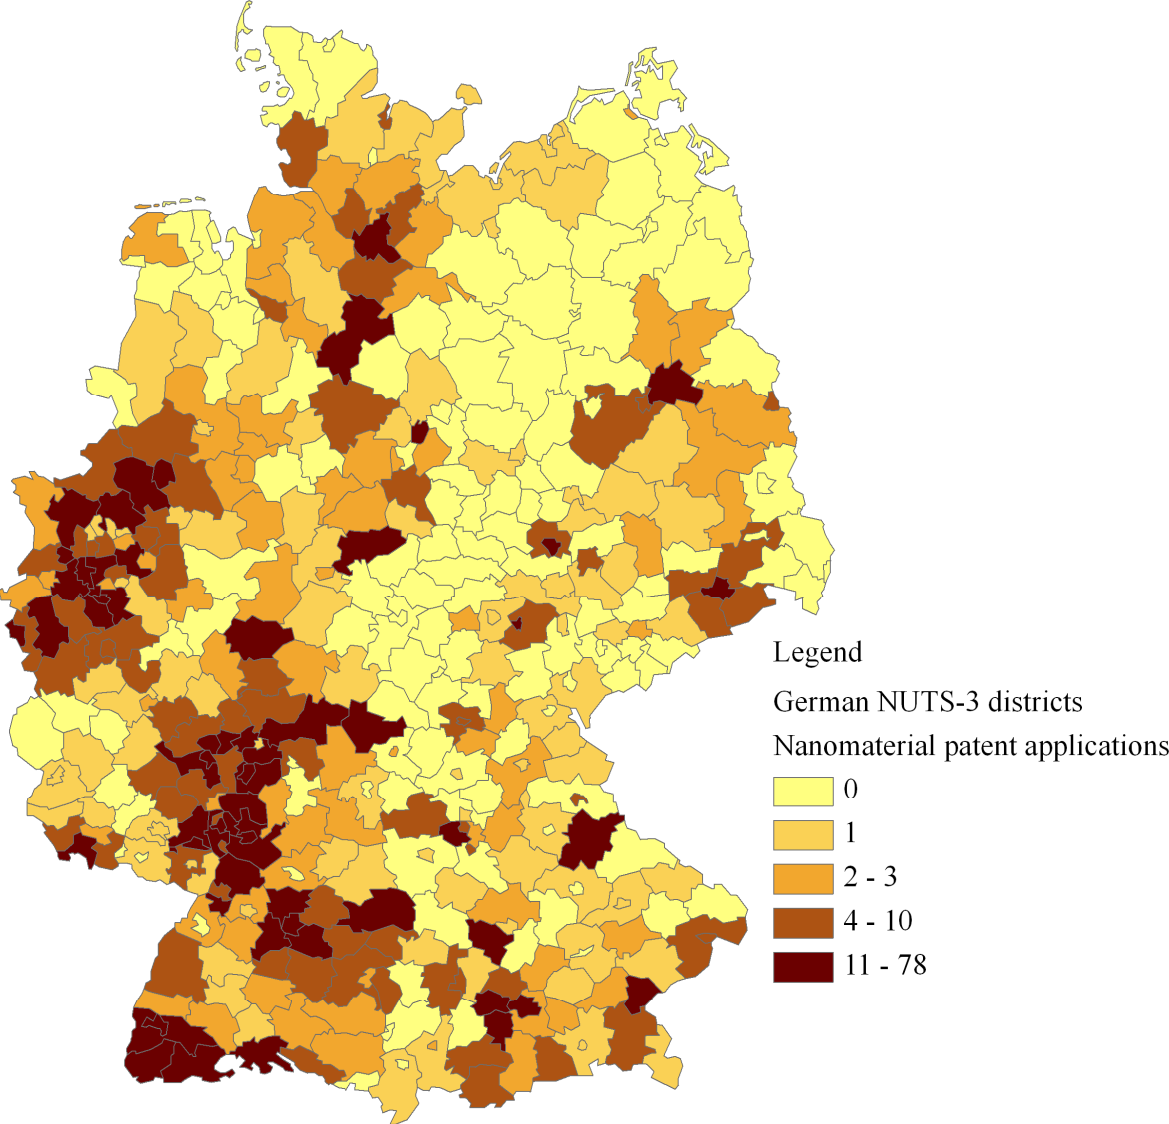 Legend
German NUTS-3 districts
Nanomaterial patent applications
0
1
2 - 3
4 - 10
11 - 78